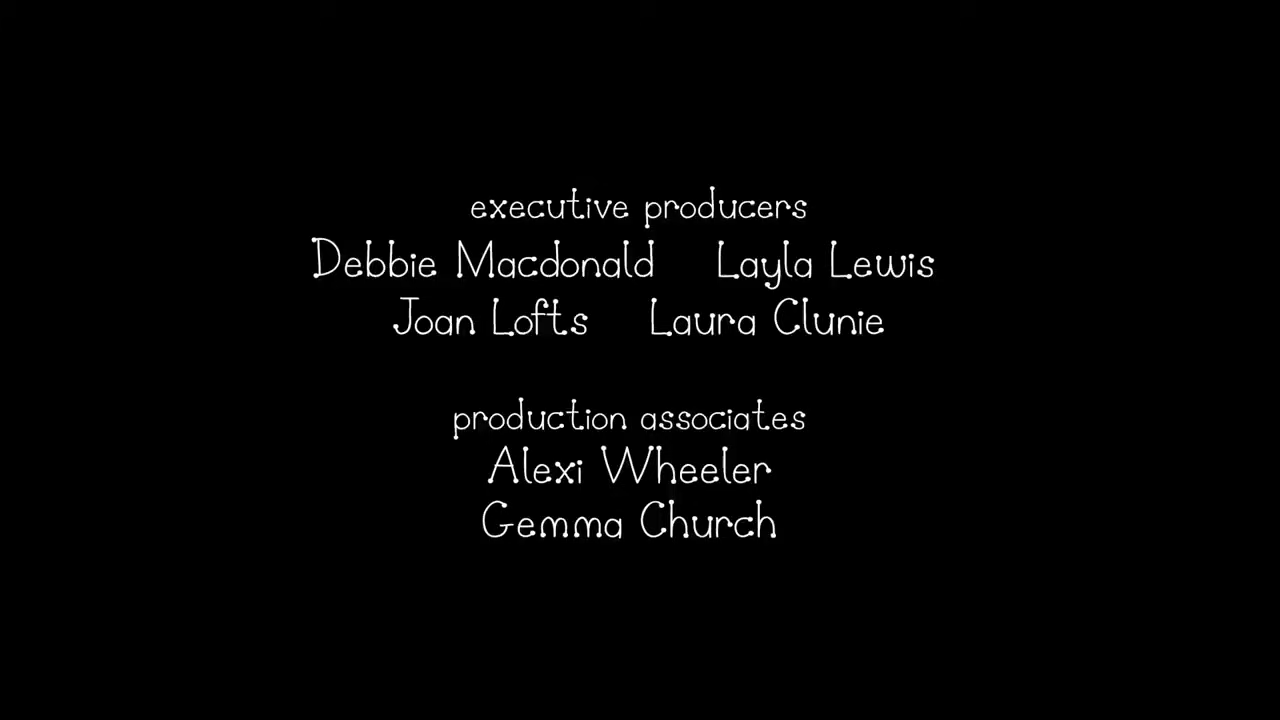 executive producers
Debbie Macdonald Layla Lewis
Joan Lofts Laura Clunie
production associates
Alexi Wheeler
Gemma Church